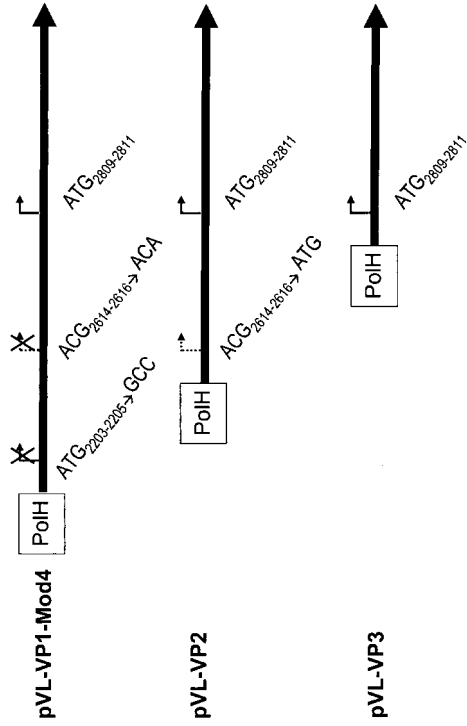 pVL-VP1-Mod4
PolH
ATG2203-2205→GCC
ACG2614-2616→ACA
ATG2809-2811
pVL-VP2
PolH
ACG2614-2616→ATG
ATG2809-2811
pVL-VP3
PolH
ATG2809-2811